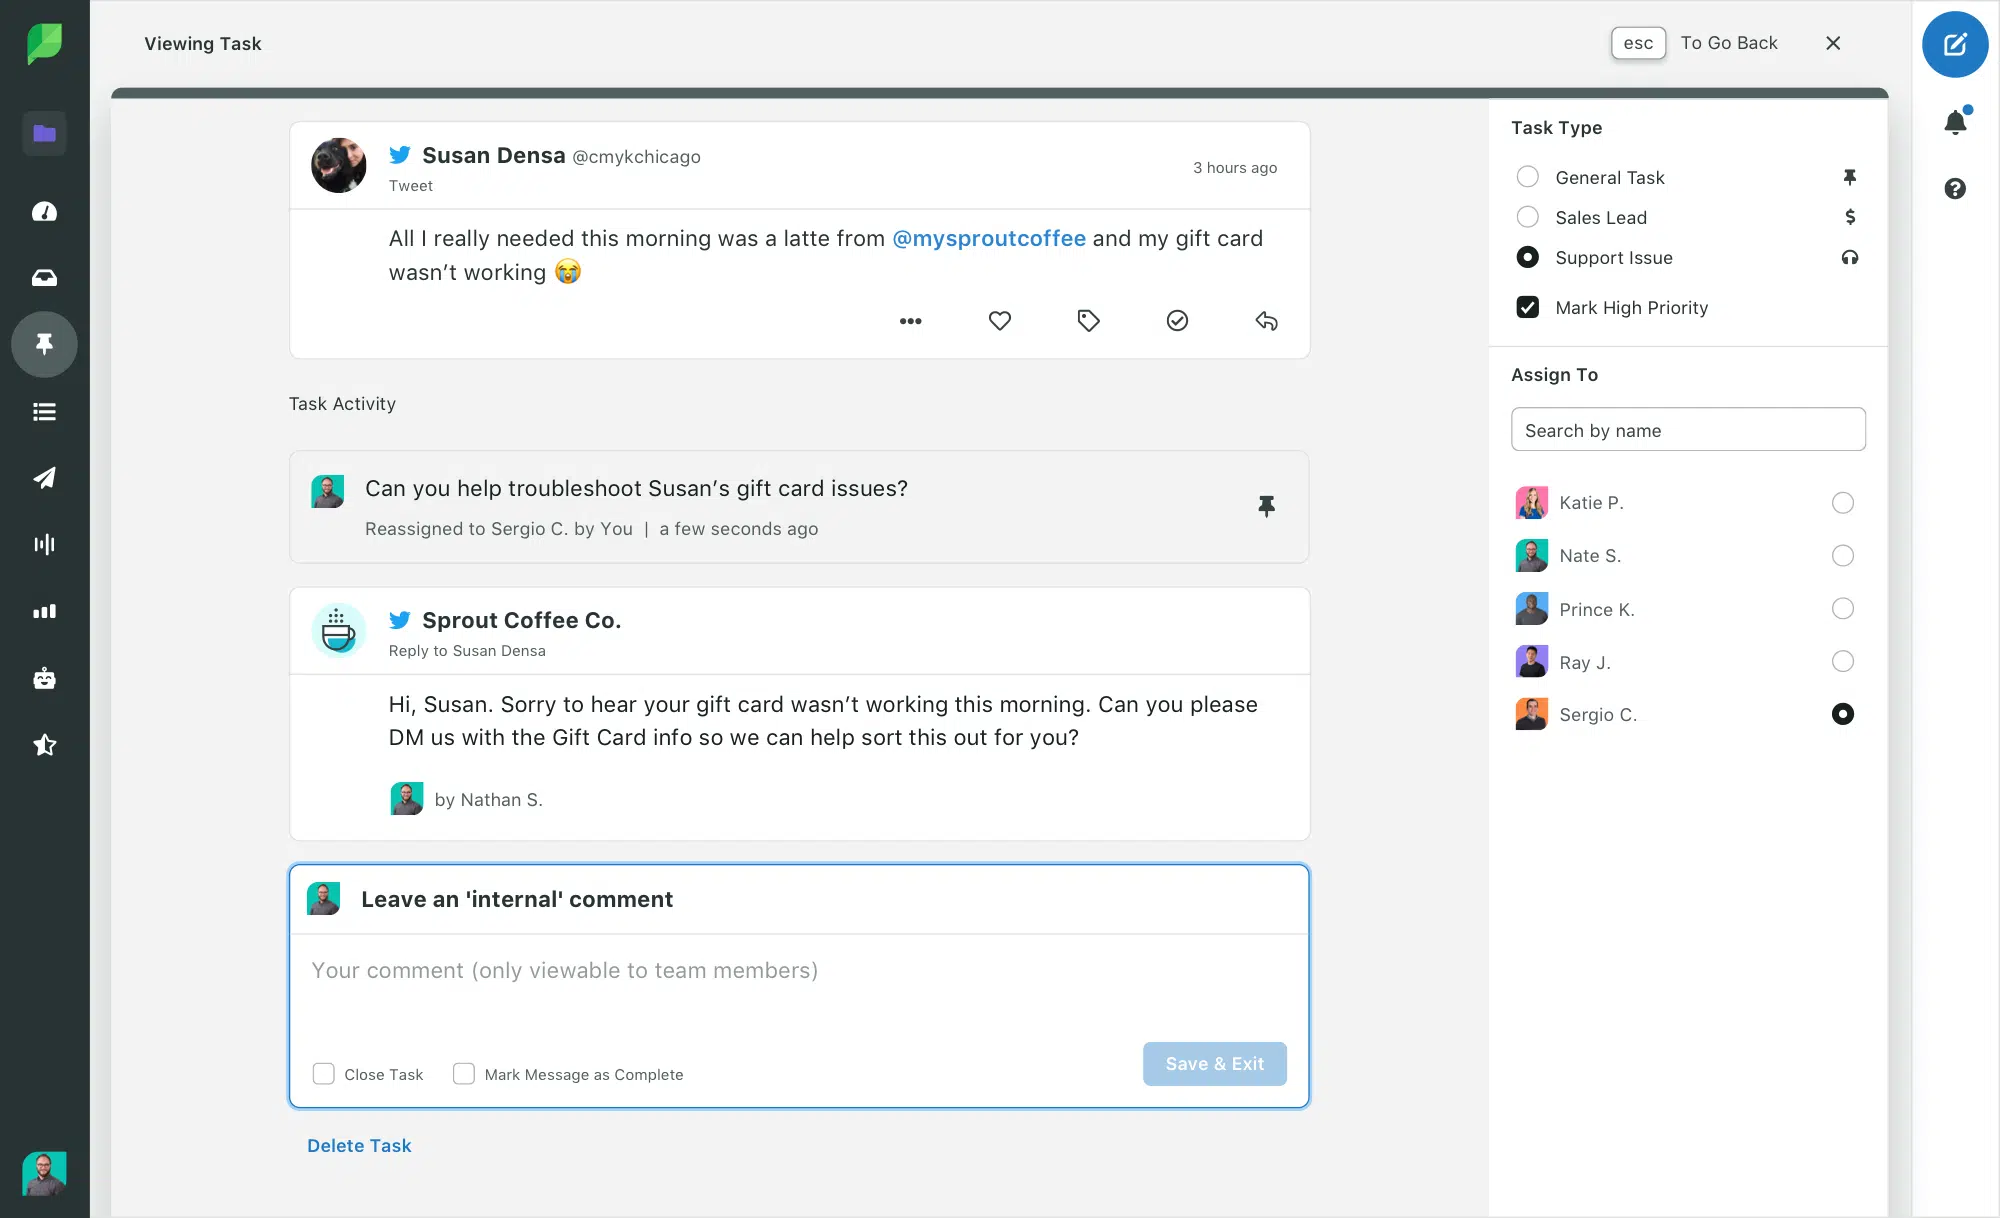 Viewing Task
esc To Go Back
Susan Densa @cmykchicago
Tweet
3 hours ago
All I really needed this morning was a latte from @mysproutcoffee and my gift card
wasn’t working 😭
Task Activity
Can you help troubleshoot Susan’s gift card issues?
Reassigned to Sergio C. by You | a few seconds ago
Sprout Coffee Co.
Reply to Susan Densa
Hi, Susan. Sorry to hear your gift card wasn’t working this morning. Can you please
DM us with the Gift Card info so we can help sort this out for you?
by Nathan S.
Leave an 'internal' comment
Your comment (only viewable to team members)
Close Task
Mark Message as Complete
Save & Exit
Delete Task
Task Type
General Task
Sales Lead
$
Support Issue
Mark High Priority
Assign To
Search by name
Katie P.
Nate S.
Prince K.
Ray J.
Sergio C.